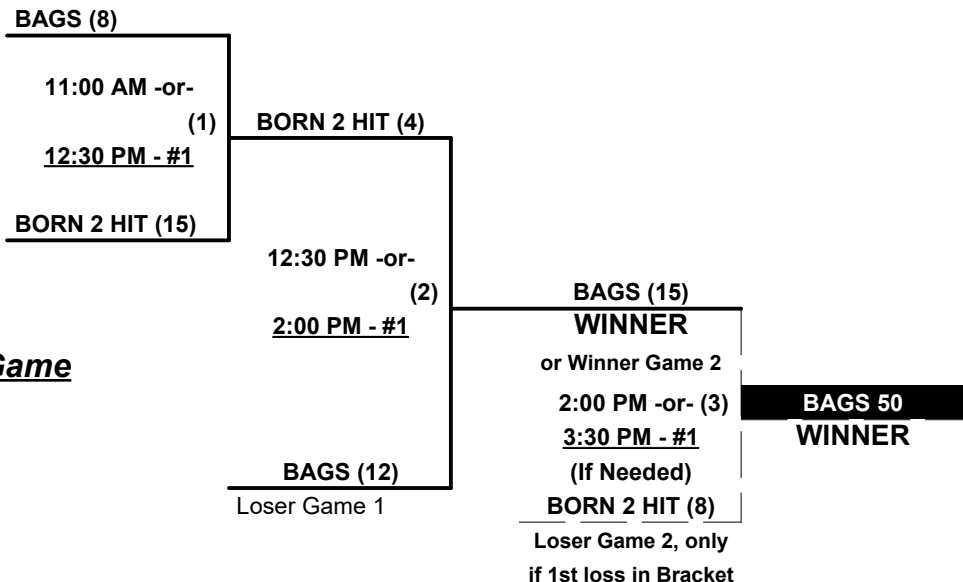 BAGS (8)
11:00 AM -or-
(1)
12:30 PM - #1
BORN 2 HIT (15)
BORN 2 HIT (4)
12:30 PM -or-
(2)
2:00 PM - #1
Game
BAGS (12)
Loser Game 1
BAGS (15)
WINNER
or Winner Game 2
2:00 PM -or- (3)
3:30 PM - #1
(If Needed)
BORN 2 HIT (8)
Loser Game 2, only
if 1st loss in Bracket
BAGS 50
WINNER